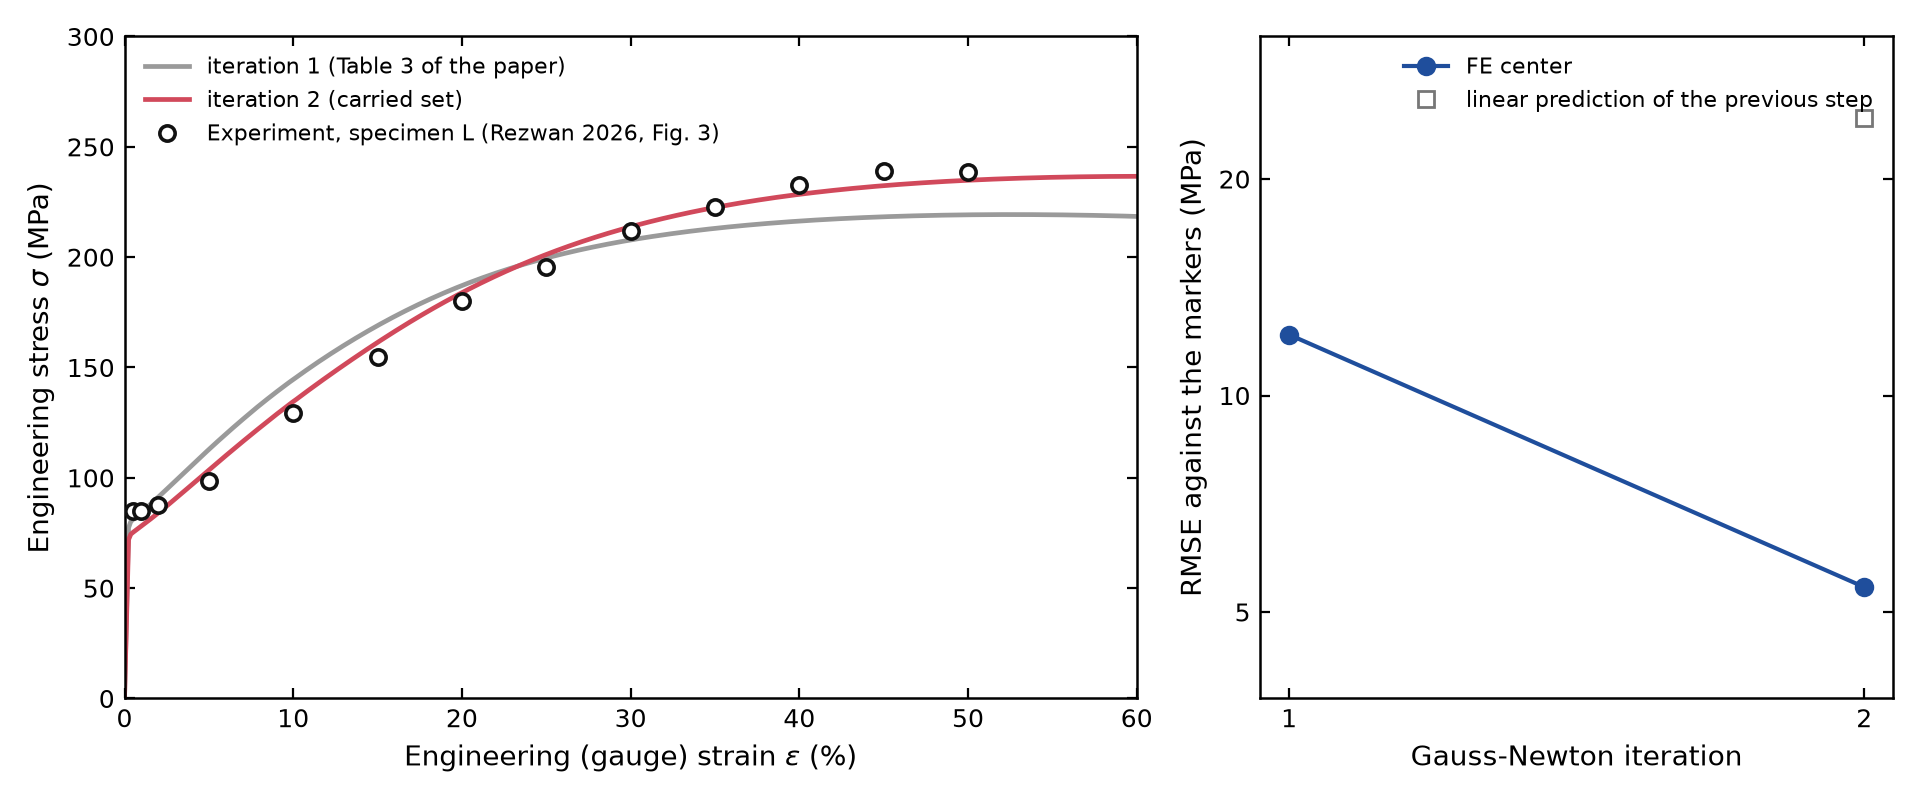 300
250
200
150
100
50
0
Engineering stress σ (MPa)
iteration 1 (Table 3 of the paper)
iteration 2 (carried set)
Experiment, specimen L (Rezwan 2026, Fig. 3)
0 10 20 30 40 50 60
Engineering (gauge) strain ε (%)
20
10
5
RMSE against the markers (MPa)
FE center
linear prediction of the previous step
1 2
Gauss-Newton iteration